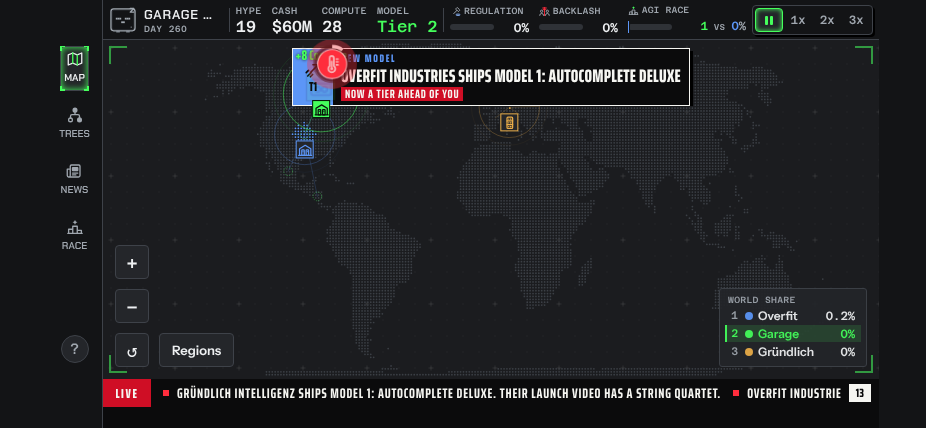 GARAGE ...
DAY 260
HYPE
19
CASH
$60M
COMPUTE
28
MODEL
Tier 2
REGULATION
0%
BACKLASH
0%
AGI RACE
1 vs 0%
1x 2x 3x
MAP
TREES
NEWS
RACE
?
+8
EW MODEL
OVERFIT INDUSTRIES SHIPS MODEL 1: AUTOCOMPLETE DELUXE
NOW A TIER AHEAD OF YOU
+
−
↺
Regions
WORLD SHARE
1 Overfit 0.2%
2 Garage 0%
3 Gründlich 0%
LIVE
GRÜNDLICH INTELLIGENZ SHIPS MODEL 1: AUTOCOMPLETE DELUXE. THEIR LAUNCH VIDEO HAS A STRING QUARTET.
OVERFIT INDUSTRIE
13